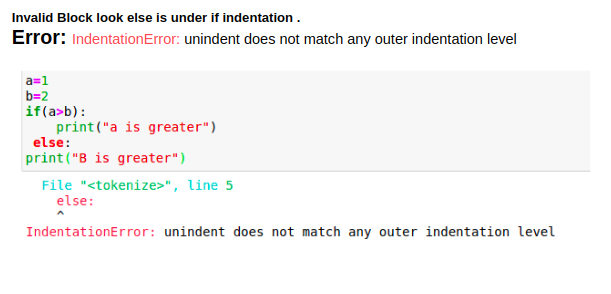 Invalid Block look else is under if indentation .
Error: IndentationError: unindent does not match any outer indentation level
a=1
b=2
if(a>b):
    print("a is greater")
 else:
print("B is greater")
  File "<tokenize>", line 5
    else:
    ^
IndentationError: unindent does not match any outer indentation level